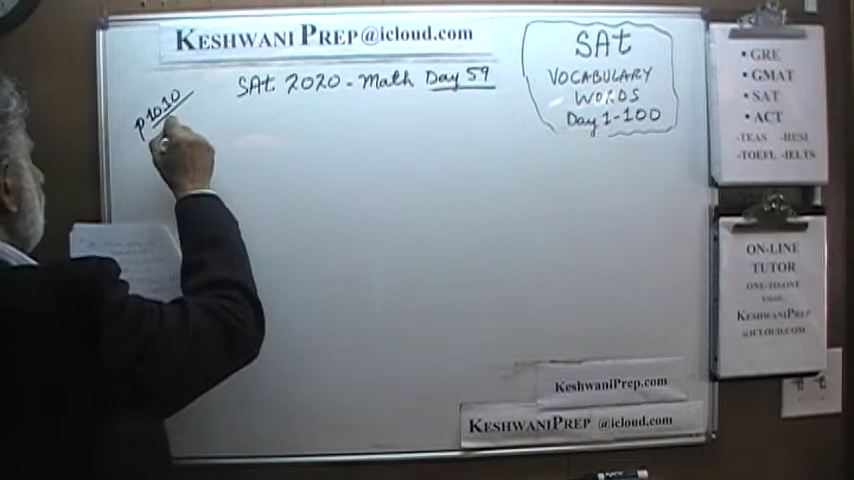 KESHWANI PREP@icloud.com
SAt 2020 - Math Day 59
p1010
SAt
VOCABULARY
WORDS
Day 1-100
• GRE
• GMAT
• SAT
• ACT
-TEAS -HESI
-TOEFL -IELTS
ON-LINE
TUTOR
ONE-TO-ONE
EMAIL
KESHWANIPREP
@ICLOUD.COM
KeshwaniPrep.com
KESHWANIPREP @icloud.com